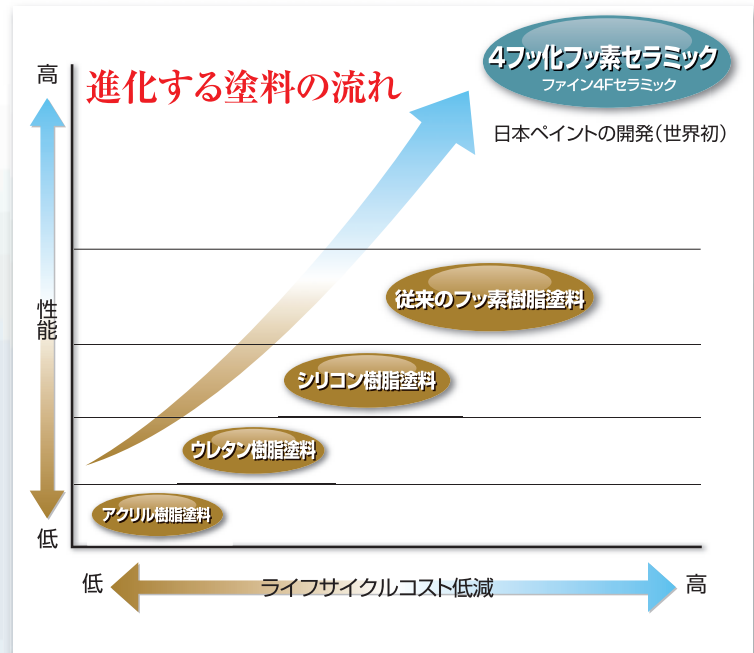 進化する塗料の流れ
4フッ化フッ素セラミック
ファイン4Fセラミック
日本ペイントの開発(世界初)
高
性能
低
従来のフッ素樹脂塗料
シリコン樹脂塗料
ウレタン樹脂塗料
アクリル樹脂塗料
低
ライフサイクルコスト低減
高